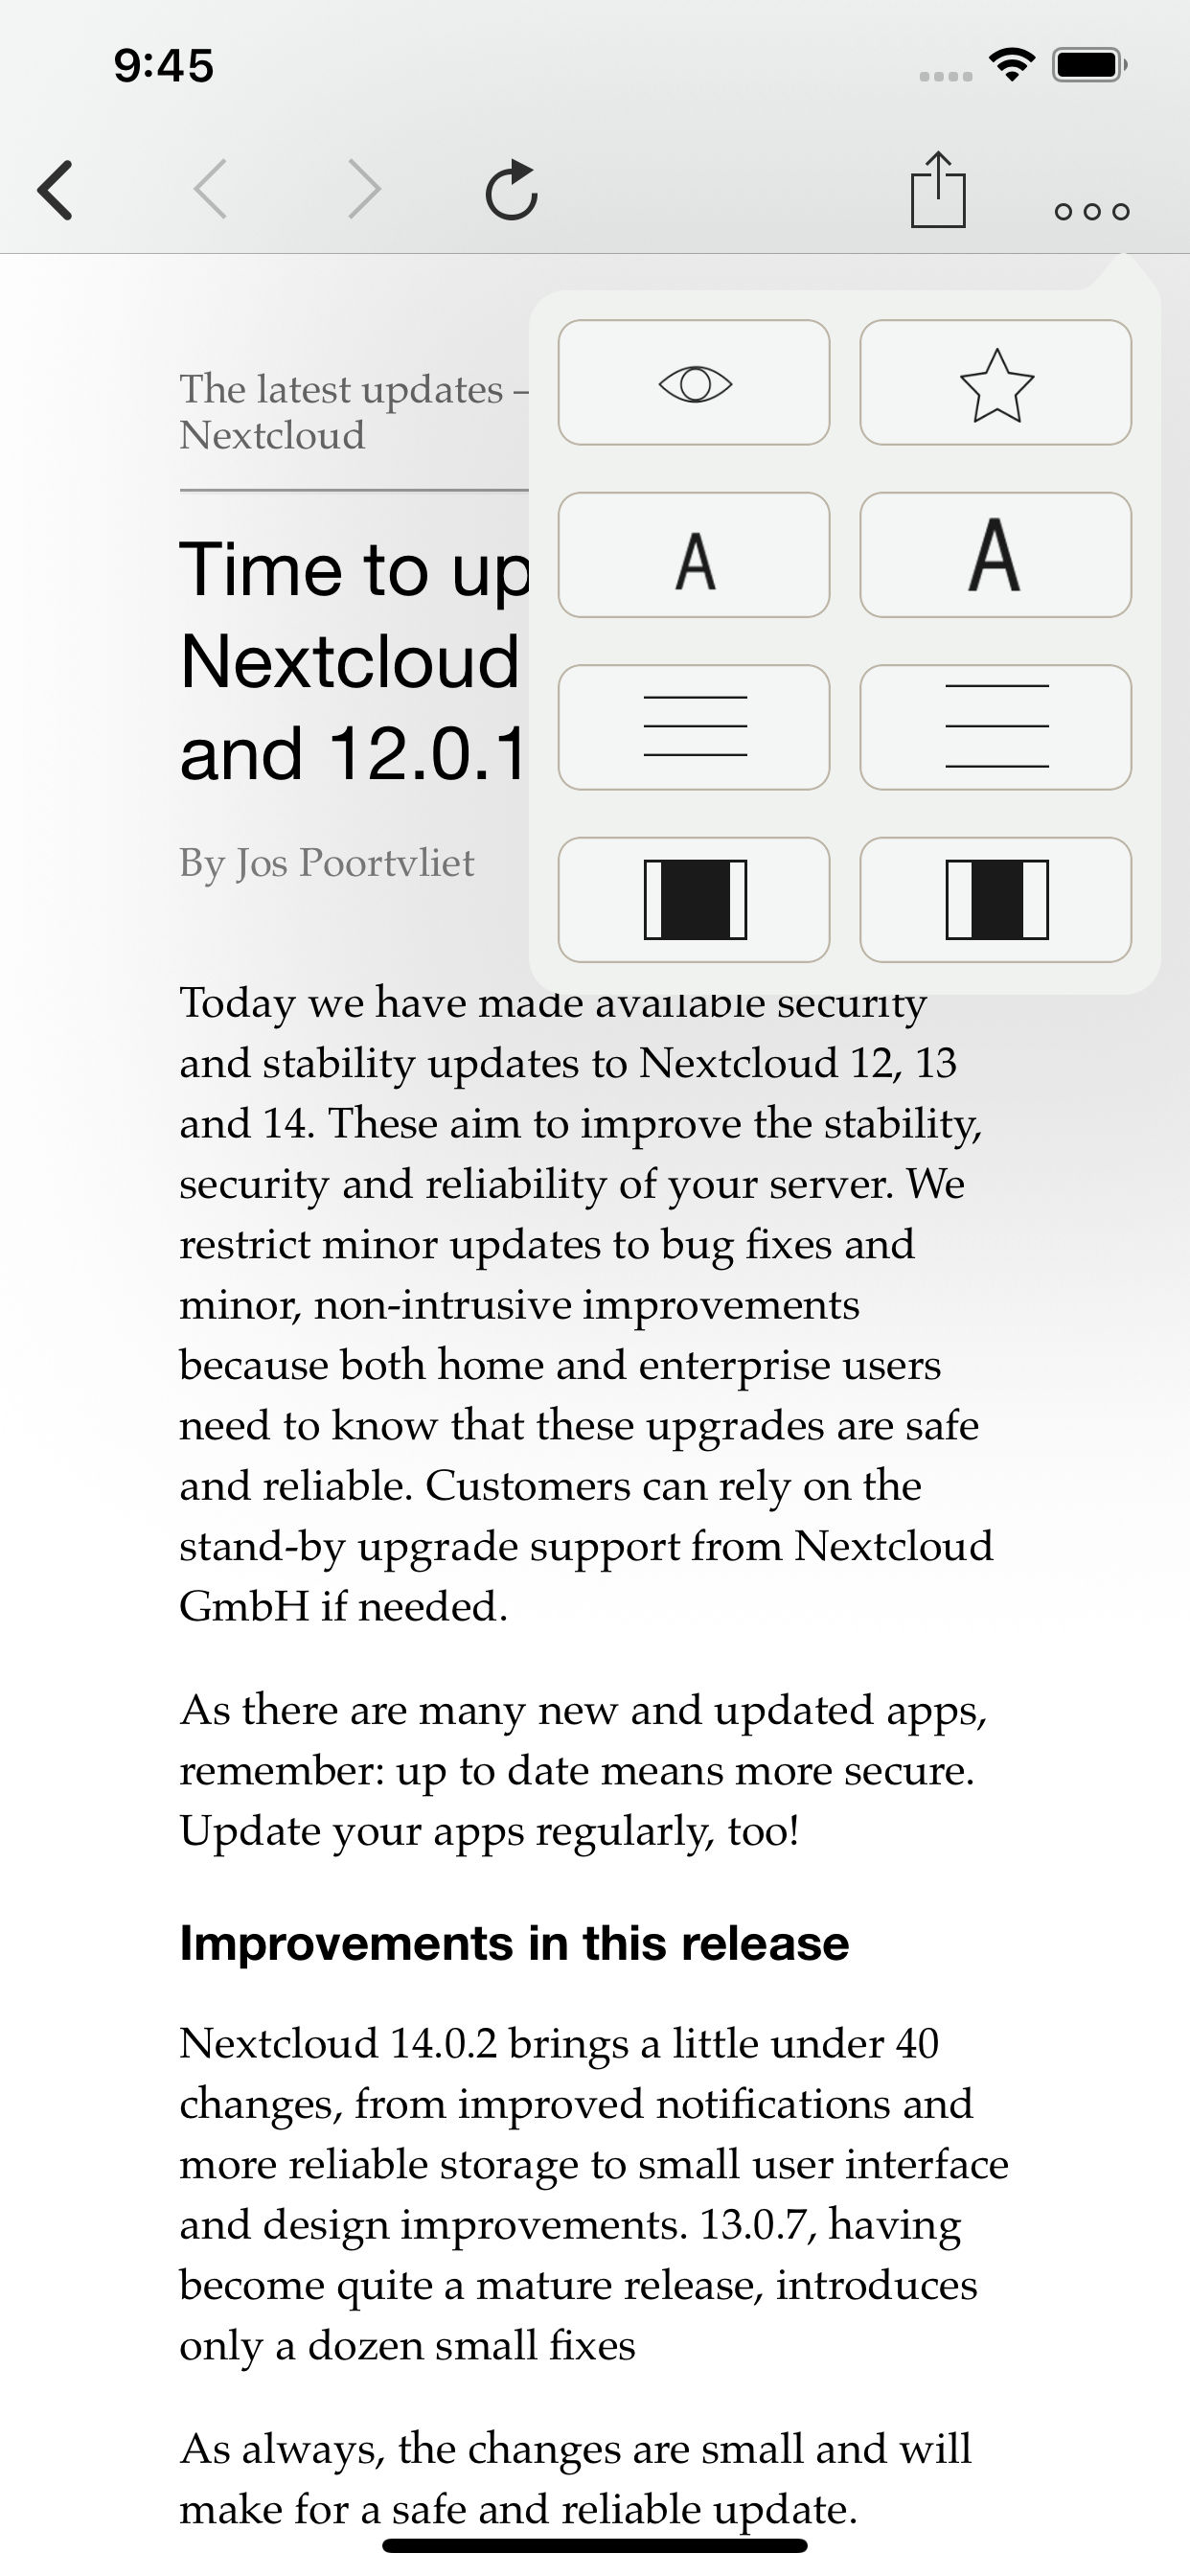 9:45
The latest updates –
Nextcloud
Time to up
Nextcloud
and 12.0.1
A
A
By Jos Poortvliet
Today we have made available security
and stability updates to Nextcloud 12, 13
and 14. These aim to improve the stability,
security and reliability of your server. We
restrict minor updates to bug fixes and
minor, non-intrusive improvements
because both home and enterprise users
need to know that these upgrades are safe
and reliable. Customers can rely on the
stand-by upgrade support from Nextcloud
GmbH if needed.
As there are many new and updated apps,
remember: up to date means more secure.
Update your apps regularly, too!
Improvements in this release
Nextcloud 14.0.2 brings a little under 40
changes, from improved notifications and
more reliable storage to small user interface
and design improvements. 13.0.7, having
become quite a mature release, introduces
only a dozen small fixes
As always, the changes are small and will
make for a safe and reliable update.